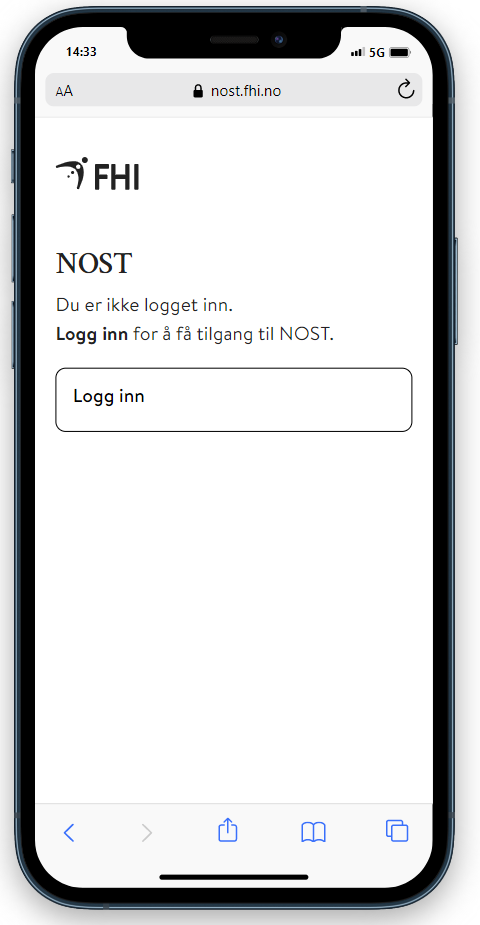 14:33
5G
AA
nost.fhi.no
FHI
NOST
Du er ikke logget inn.
Logg inn for å få tilgang til NOST.
Logg inn